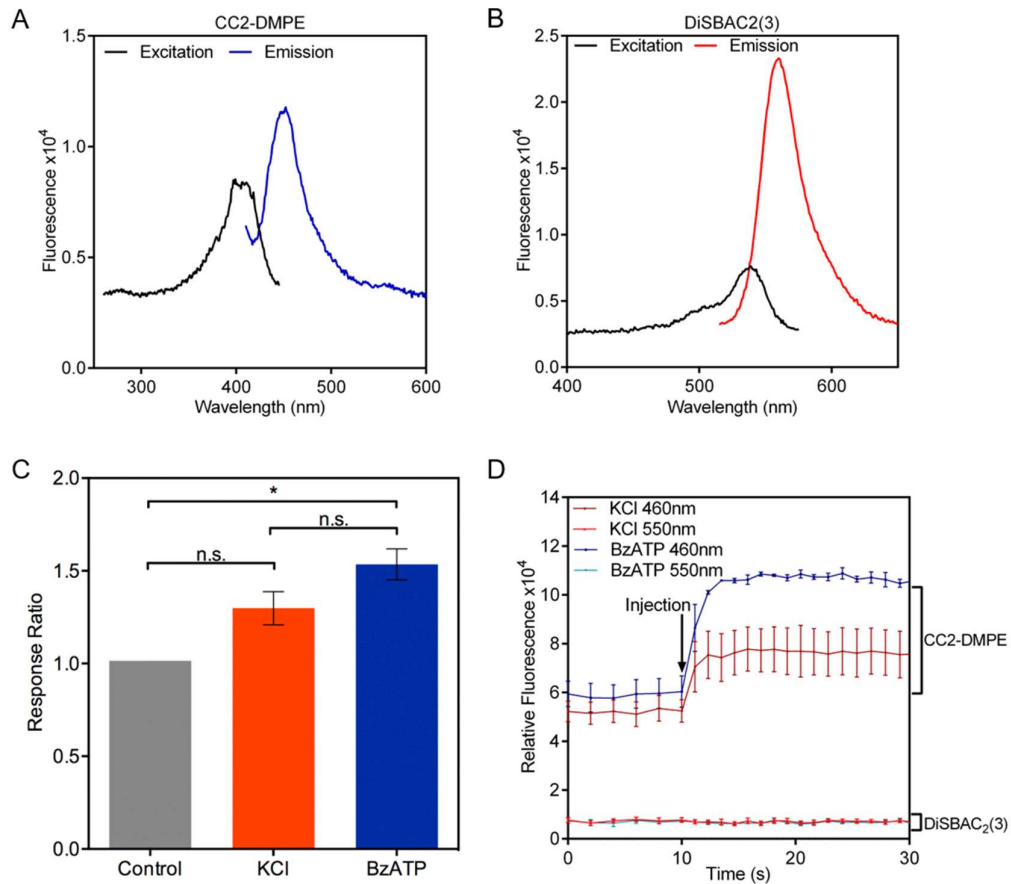 A
CC2-DMPE
Excitation
Emission
1.5
1.0
0.5
0.0
Fluorescence x10⁴
300
400
500
600
Wavelength (nm)
B
DiSBAC2(3)
Excitation
Emission
2.5
2.0
1.5
1.0
0.5
0.0
Fluorescence x10⁴
400
500
600
Wavelength (nm)
C
2.0
1.5
1.0
0.5
0.0
Response Ratio
*
n.s.
n.s.
Control
KCl
BzATP
D
14
12
10
8
6
4
2
0
Relative Fluorescence x10⁴
KCl 460nm
KCl 550nm
BzATP 460nm
BzATP 550nm
Injection
CC2-DMPE
DiSBAC₂(3)
0
10
20
30
Time (s)